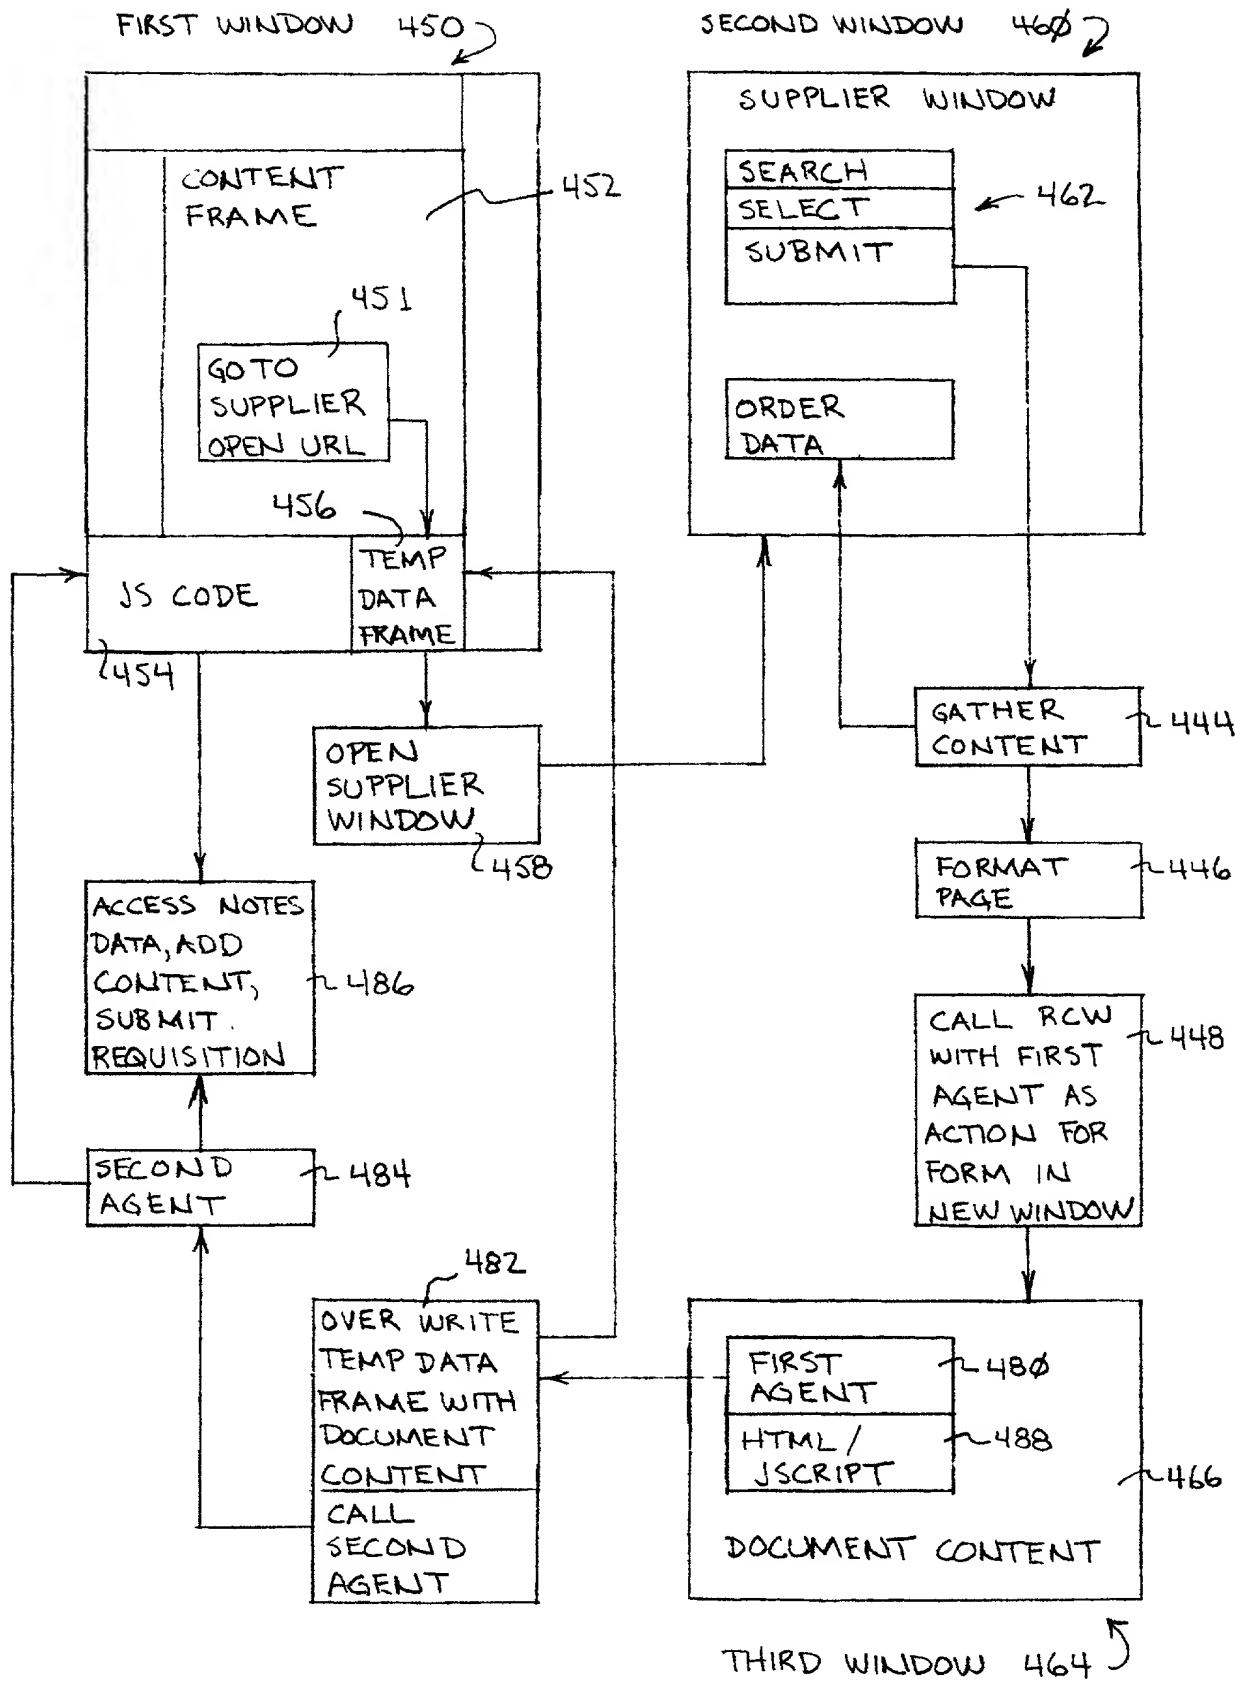 FIRST WINDOW 450
SECOND WINDOW 460
CONTENT
FRAME
452
451
GO TO
SUPPLIER
OPEN URL
456
TEMP
DATA
FRAME
JS CODE
454
SUPPLIER WINDOW
SEARCH
SELECT
SUBMIT
462
ORDER
DATA
OPEN
SUPPLIER
WINDOW
458
GATHER
CONTENT
444
FORMAT
PAGE
446
ACCESS NOTES
DATA, ADD
CONTENT,
SUBMIT
REQUISITION
486
CALL RCW
WITH FIRST
AGENT AS
ACTION FOR
FORM IN
NEW WINDOW
448
SECOND
AGENT
484
482
OVER WRITE
TEMP DATA
FRAME WITH
DOCUMENT
CONTENT
CALL
SECOND
AGENT
FIRST
AGENT
480
HTML/
JSCRIPT
488
466
DOCUMENT CONTENT
THIRD WINDOW 464